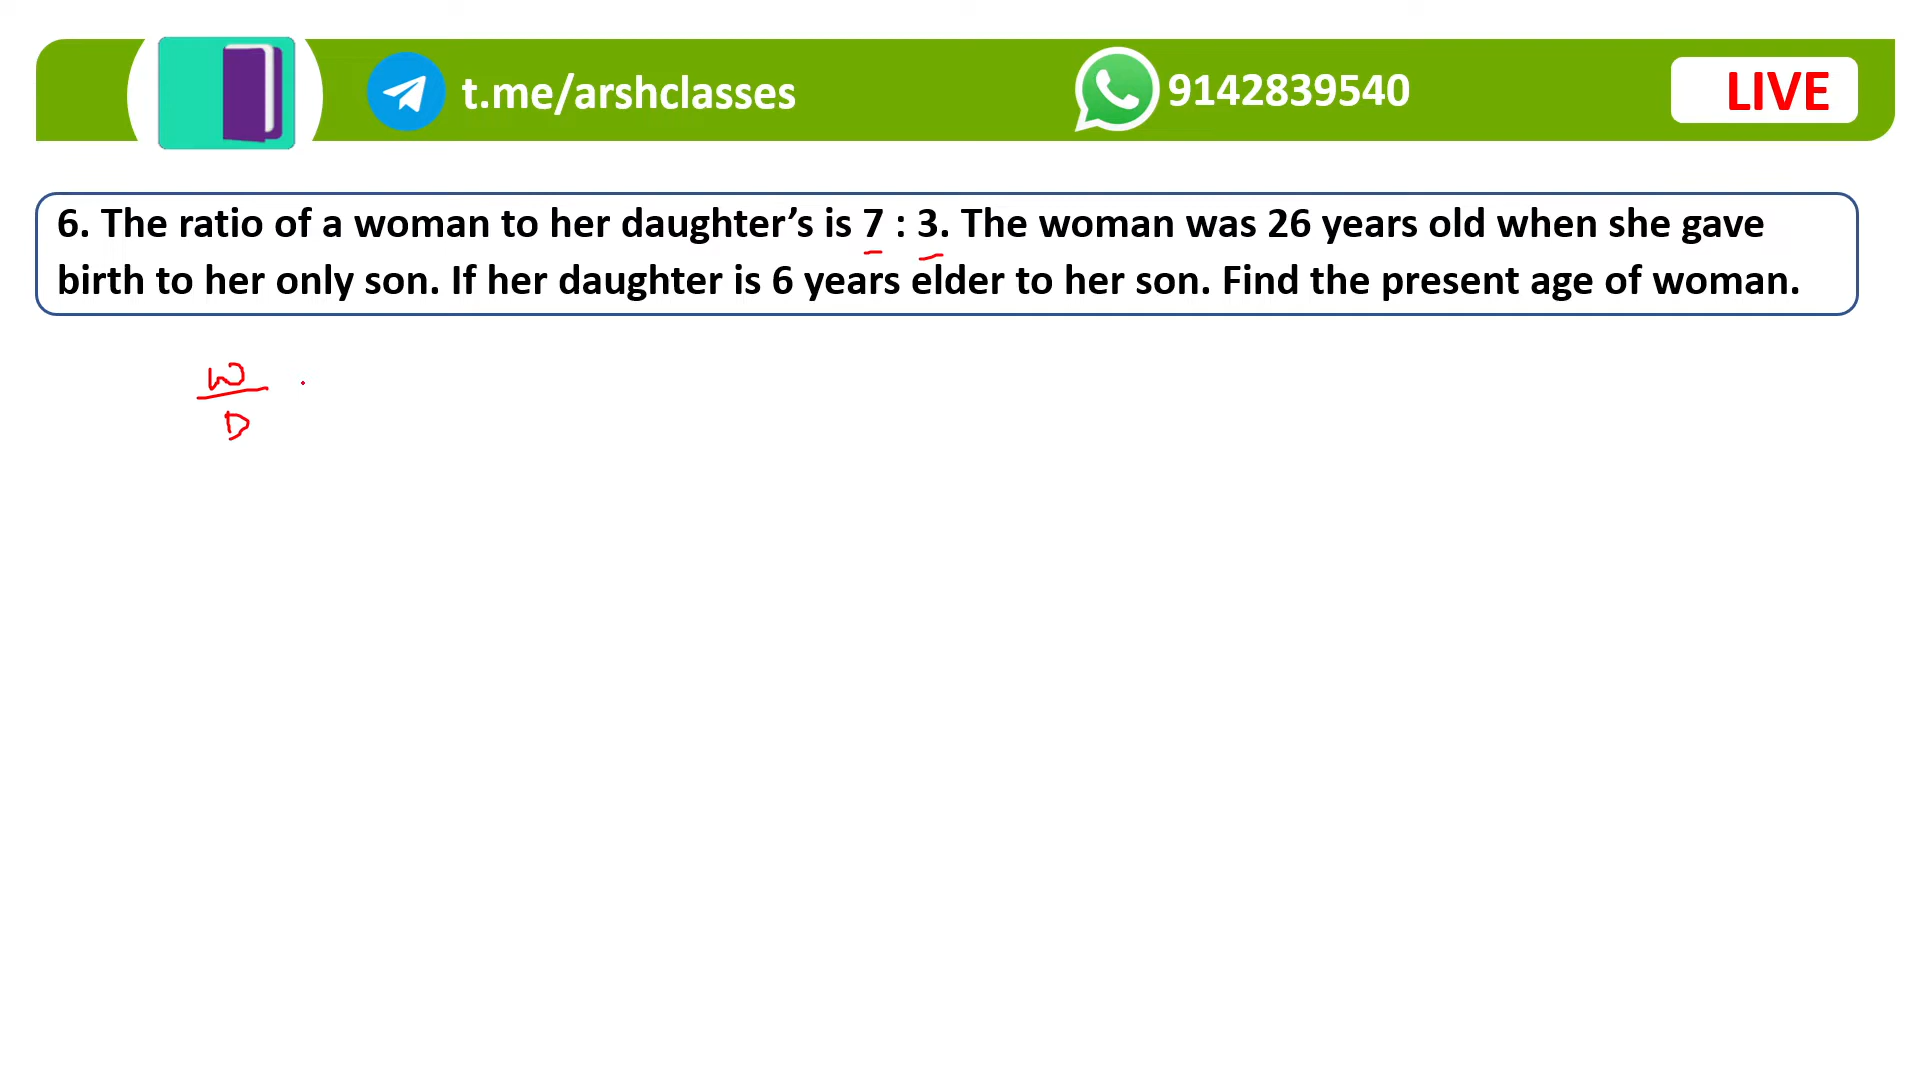 t.me/arshclasses
9142839540
LIVE
6. The ratio of a woman to her daughter’s is 7 : 3. The woman was 26 years old when she gave
birth to her only son. If her daughter is 6 years elder to her son. Find the present age of woman.
W
D